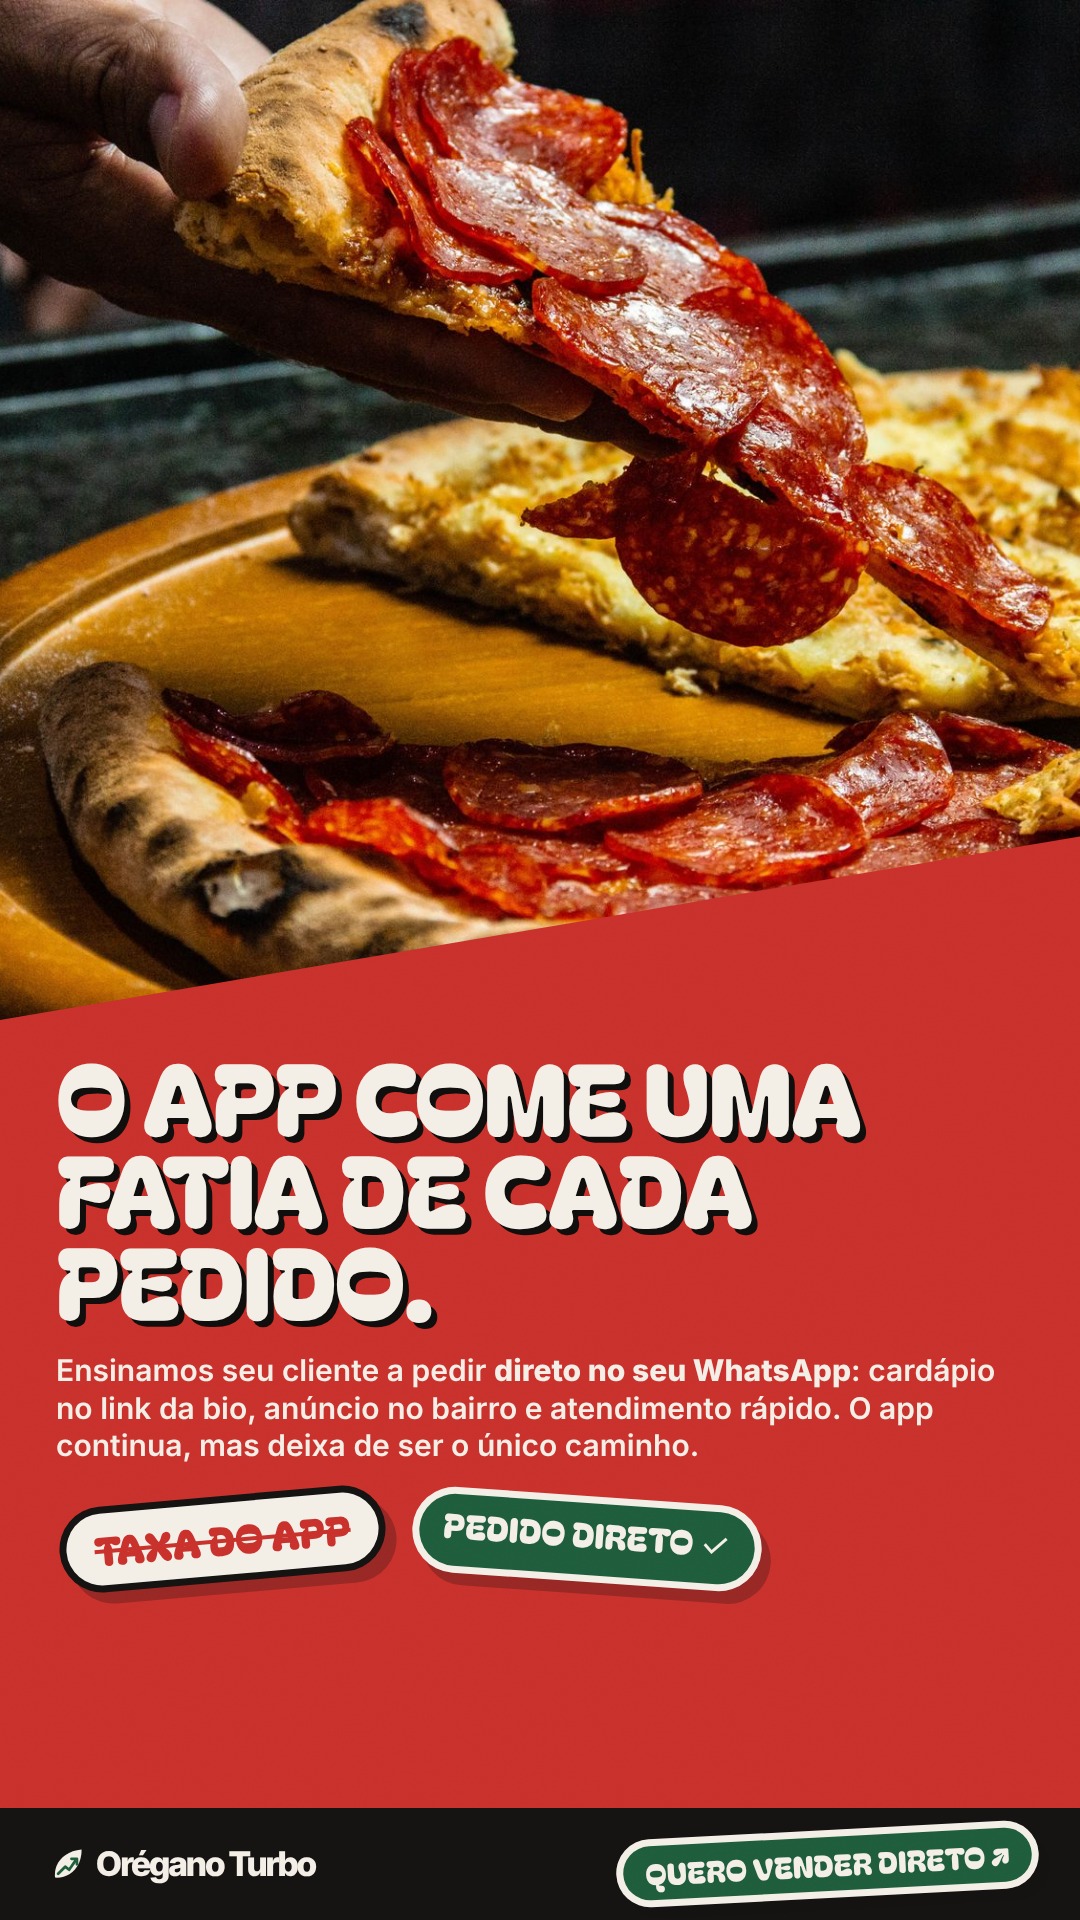 O APP COME UMA
FATIA DE CADA
PEDIDO.
Ensinamos seu cliente a pedir direto no seu WhatsApp: cardápio
no link da bio, anúncio no bairro e atendimento rápido. O app
continua, mas deixa de ser o único caminho.
TAXA DO APP
PEDIDO DIRETO ✓
Orégano Turbo
QUERO VENDER DIRETO ↗